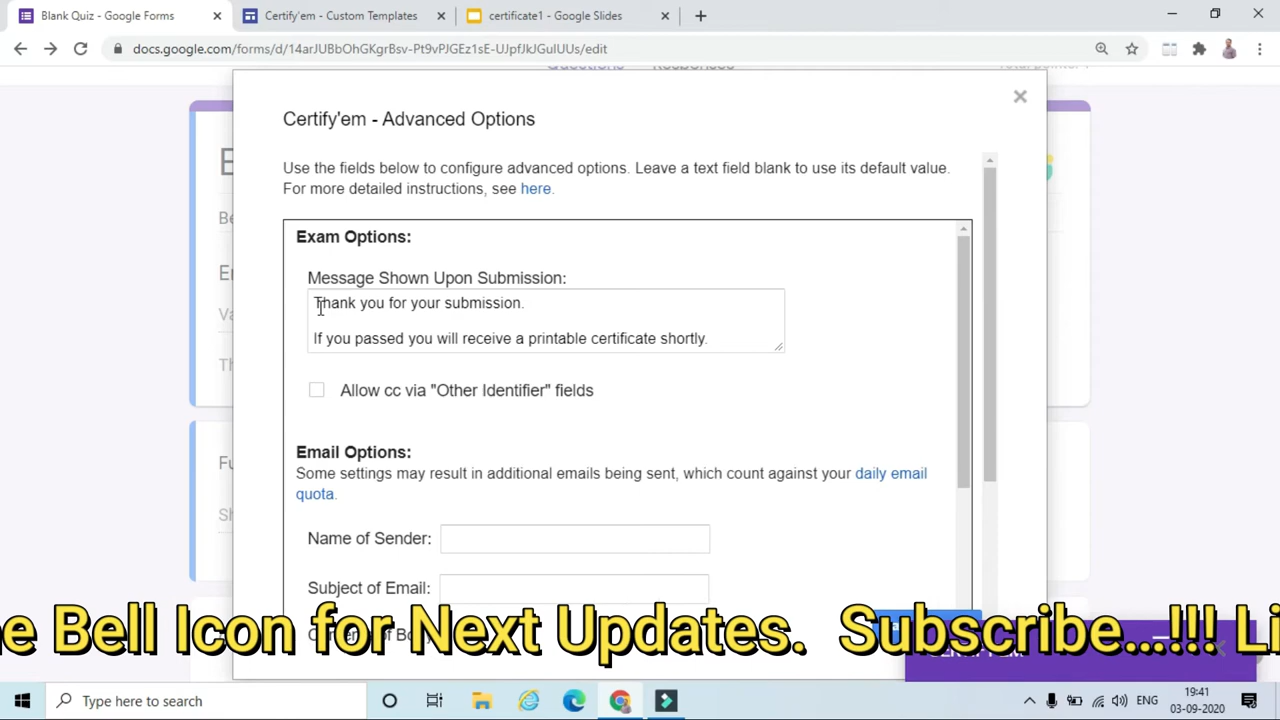 Blank Quiz - Google Forms
Certify'em - Custom Templates
certificate1 - Google Slides
docs.google.com/forms/d/14arJUBbOhGKgrBsv-Pt9vPJGEz1sE-UJpfJkJGulUUs/edit
Questions Responses
Certify'em - Advanced Options
Use the fields below to configure advanced options. Leave a text field blank to use its default value.
For more detailed instructions, see here.
Exam Options:
Message Shown Upon Submission:
Thank you for your submission.
If you passed you will receive a printable certificate shortly.
Allow cc via "Other Identifier" fields
Email Options:
Some settings may result in additional emails being sent, which count against your daily email
quota.
Name of Sender:
Subject of Email:
e Bell Icon for Next Updates. Subscribe...!!! Li
Type here to search
ENG
19:41
03-09-2020